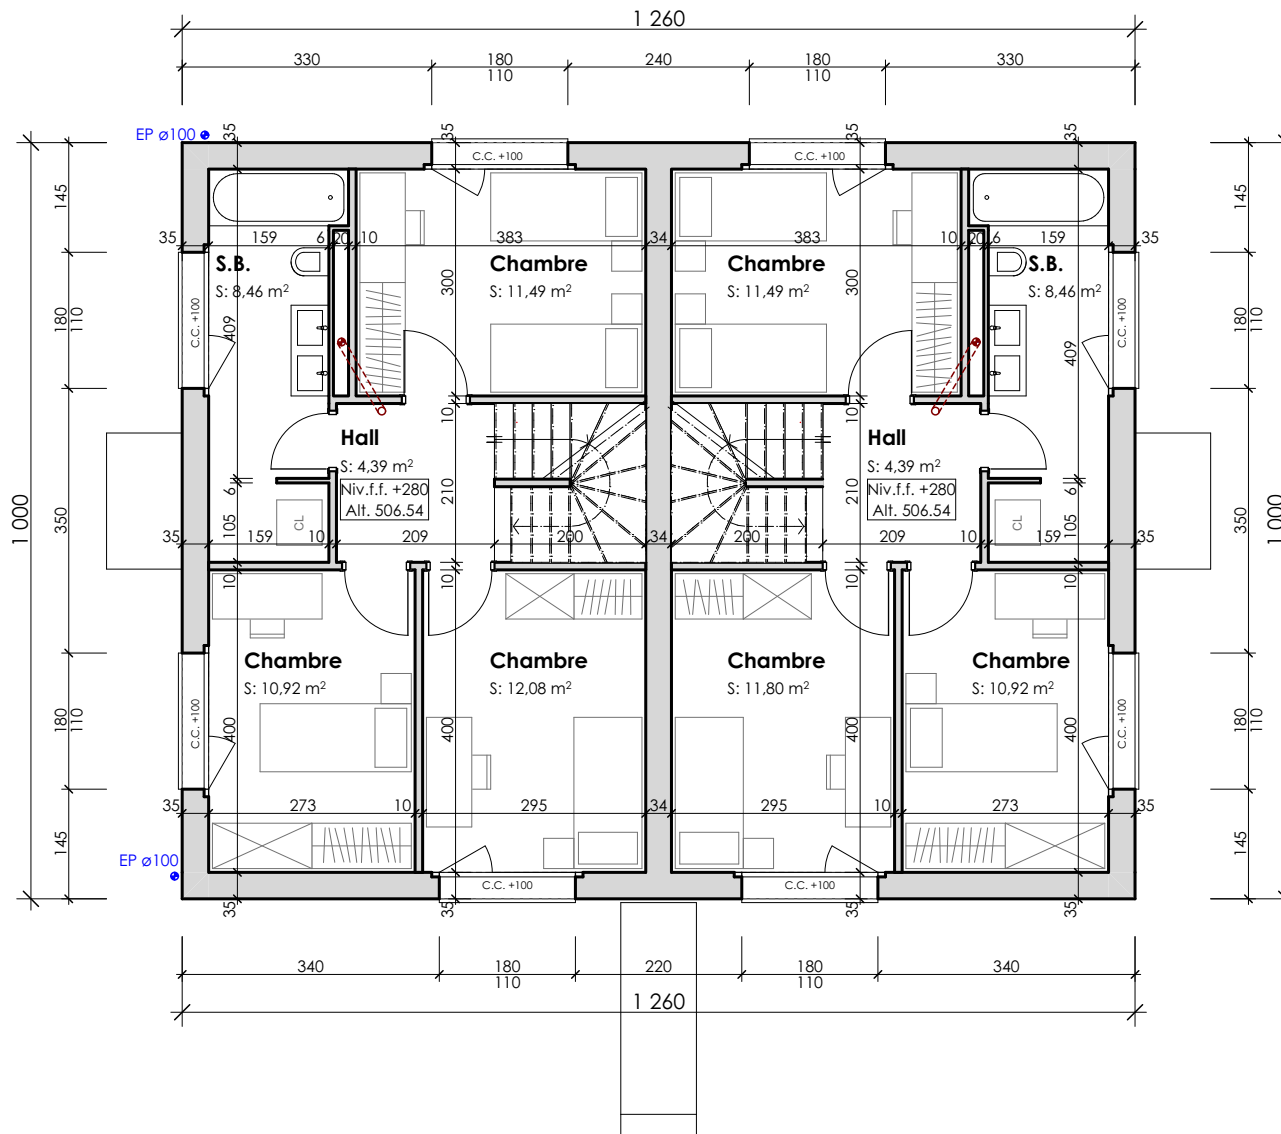 1 260
330 180 240 180 330
110 110
EP ø100
35 35 35
C.C. +100 C.C. +100
145 145
35 159 6 20 10 383 34 383 10 20 6 159 35
S.B. Chambre Chambre S.B.
S: 8,46 m² S: 11,49 m² S: 11,49 m² S: 8,46 m²
300 300
180 110 C.C. +100 409 409 C.C. +100 180 110
10 10
Hall Hall
S: 4,39 m² S: 4,39 m²
Niv.f.f. +280 Niv.f.f. +280
Alt. 506.54 Alt. 506.54
6 210 210 6
1 000 350 105 CL CL 105 350 1 000
35 159 10 209 200 34 200 209 10 159 35
10 10 10 10
Chambre Chambre Chambre Chambre
S: 10,92 m² S: 12,08 m² S: 11,80 m² S: 10,92 m²
180 110 C.C. +100 400 400 400 400 C.C. +100 180 110
35 273 10 295 34 295 10 273 35
145 145
EP ø100
C.C. +100 C.C. +100
35 35 35 35
340 180 220 180 340
110 110
1 260